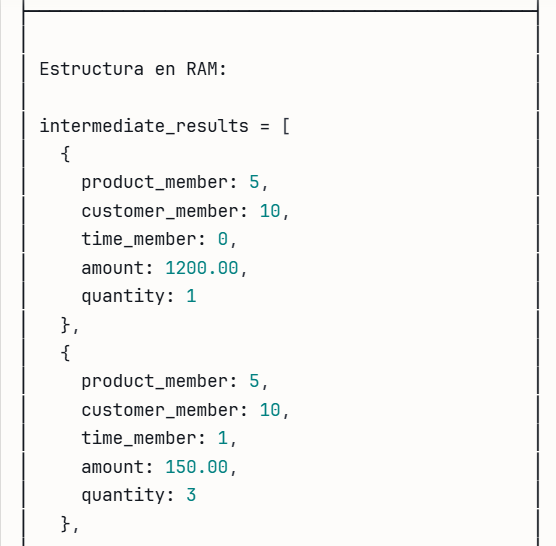 Estructura en RAM:
intermediate_results = [
{
product_member: 5,
customer_member: 10,
time_member: 0,
amount: 1200.00,
quantity: 1
},
{
product_member: 5,
customer_member: 10,
time_member: 1,
amount: 150.00,
quantity: 3
},